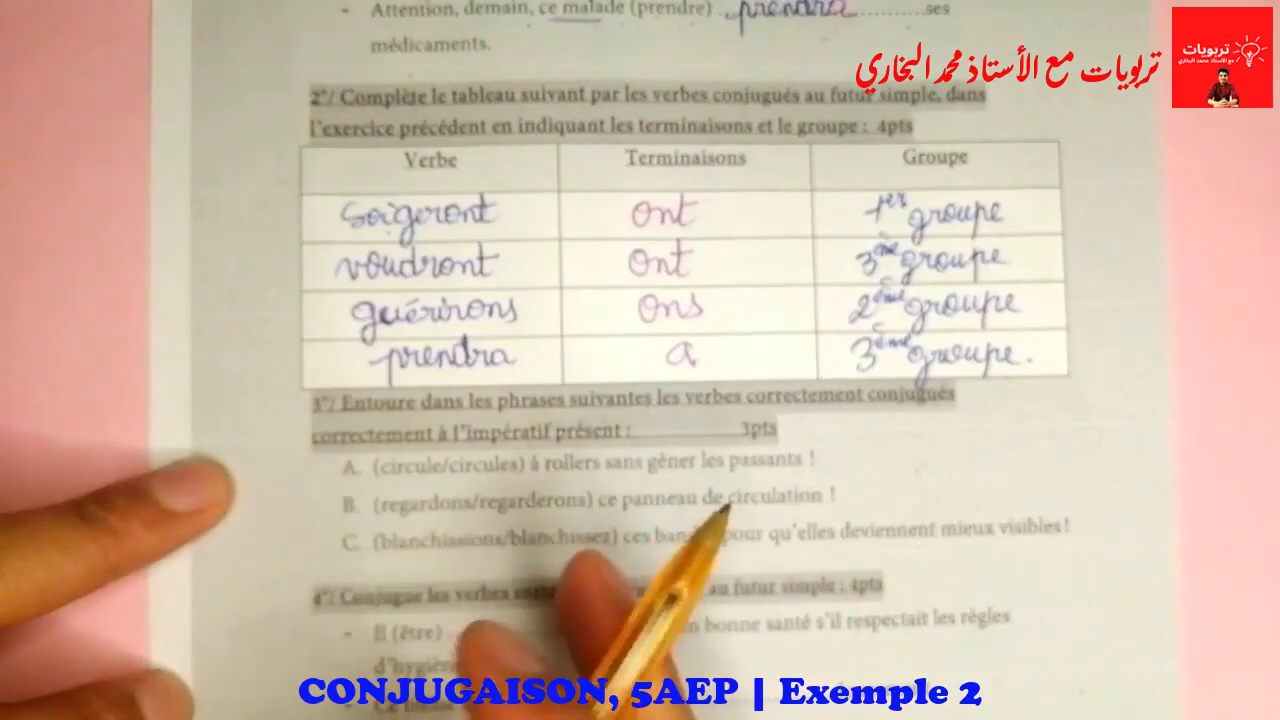 - Attention, demain, ce malade (prendre) prendra..........ses
médicaments.
تربويات مع الأستاذ محمد البخاري
تربويات
مع الأستاذ محمد البخاري
2°/ Complète le tableau suivant par les verbes conjugués au futur simple, dans
l'exercice précédent en indiquant les terminaisons et le groupe : 4pts
Verbe Terminaisons Groupe
soigeront ont 1er groupe
voudront ont 3ème groupe
guérirons ons 2ème groupe
prendra a 3ème groupe.
3°/ Entoure dans les phrases suivantes les verbes correctement conjugués
correctement à l'impératif présent : 3pts
A. (circule/circules) à rollers sans gêner les passants !
B. (regardons/regarderons) ce panneau de circulation !
C. (blanchissions/blanchissez) ces pour qu'elles deviennent mieux visibles!
4°/ Conjugue les verbes au futur simple : 4pts
- Il (être) n bonne santé s'il respectait les règles
d'hygiène
CONJUGAISON, 5AEP | Exemple 2